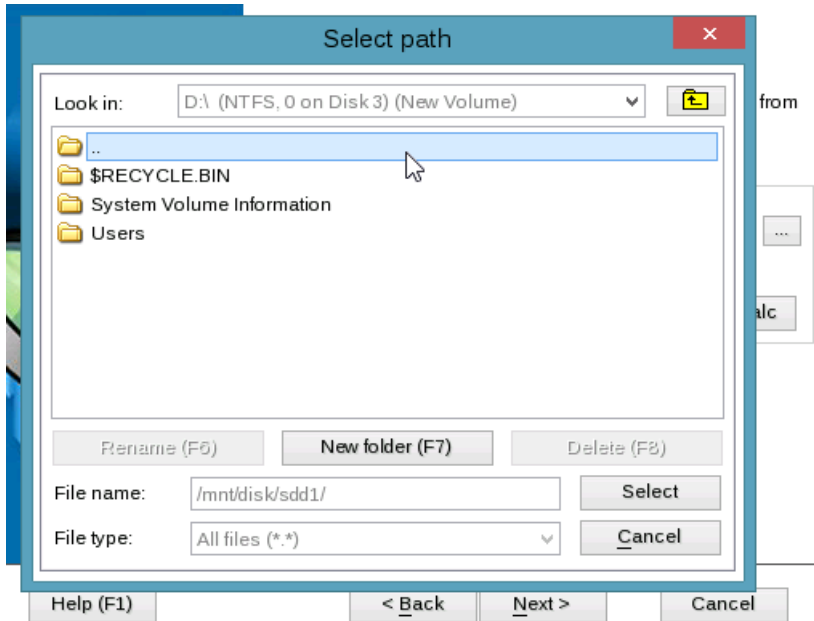 Select path
Look in: D:\ (NTFS, 0 on Disk 3) (New Volume)
from
..
$RECYCLE.BIN
System Volume Information
Users
...
alc
Rename (F6) New folder (F7) Delete (F8)
File name: /mnt/disk/sdd1/ Select
File type: All files (*.*) Cancel
Help (F1) < Back Next > Cancel